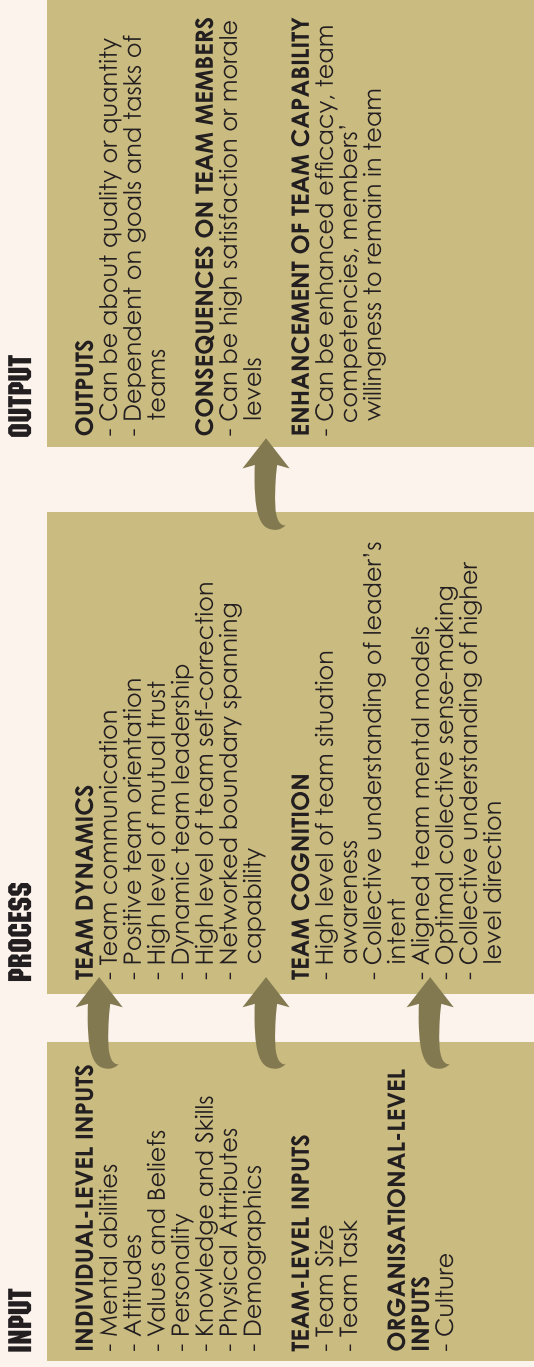 INPUT
INDIVIDUAL-LEVEL INPUTS
- Mental abilities
- Attitudes
- Values and Beliefs
- Personality
- Knowledge and Skills
- Physical Attributes
- Demographics
TEAM-LEVEL INPUTS
- Team Size
- Team Task
ORGANISATIONAL-LEVEL
INPUTS
- Culture
PROCESS
TEAM DYNAMICS
- Team communication
- Positive team orientation
- High level of mutual trust
- Dynamic team leadership
- High level of team self-correction
- Networked boundary spanning
capability
TEAM COGNITION
- High level of team situation
awareness
- Collective understanding of leader's
intent
- Aligned team mental models
- Optimal collective sense-making
- Collective understanding of higher
level direction
OUTPUT
OUTPUTS
- Can be about quality or quantity
- Dependent on goals and tasks of
teams
CONSEQUENCES ON TEAM MEMBERS
- Can be high satisfaction or morale
levels
ENHANCEMENT OF TEAM CAPABILITY
- Can be enhanced efficacy, team
competencies, members'
willingness to remain in team